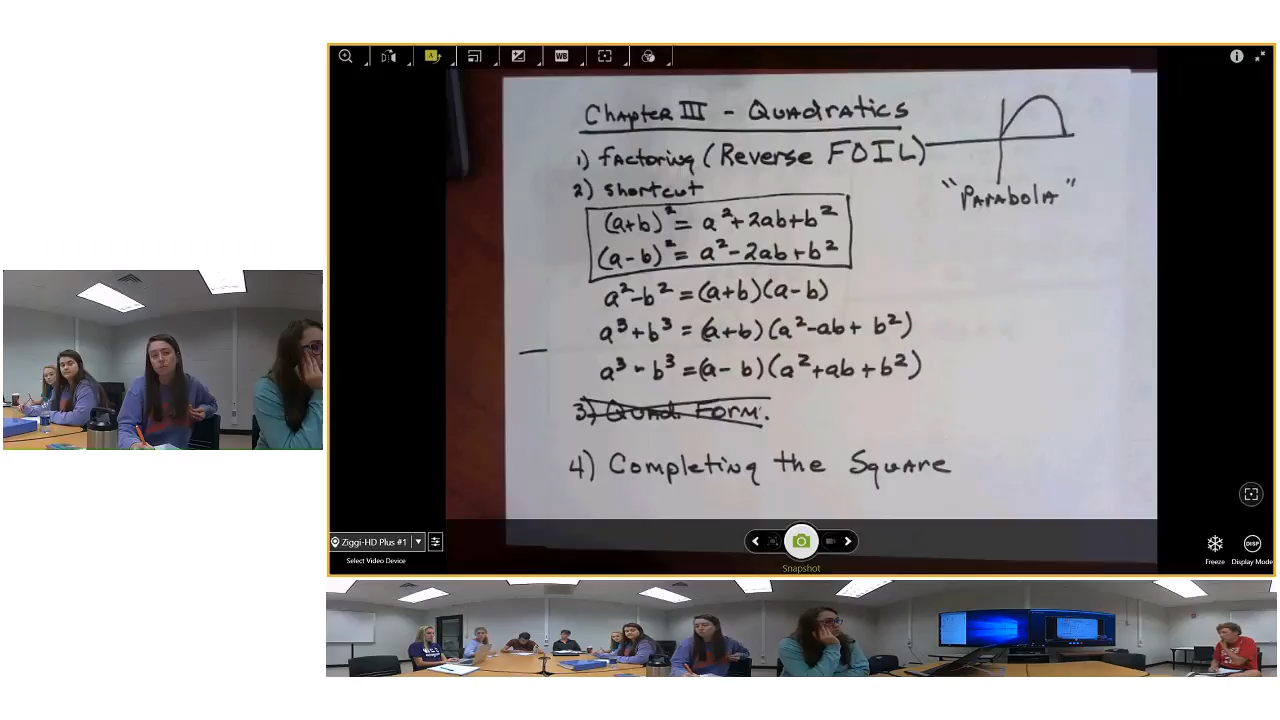 WB
Chapter III - Quadratics
1) factoring (Reverse FOIL)
2) shortcut
"Parabola"
(a+b)² = a²+2ab+b²
(a-b)² = a²-2ab+b²
a²-b² = (a+b)(a-b)
a³+b³ = (a+b)(a²-ab+b²)
a³-b³ = (a-b)(a²+ab+b²)
3) Quad. Form.
4) Completing the Square
Ziggi-HD Plus #1
Select Video Device
Snapshot
DISP
Freeze
Display Mode